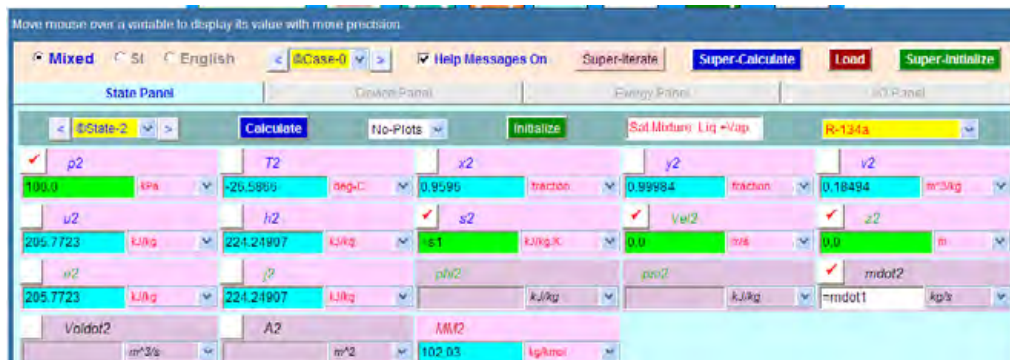 Move mouse over a variable to display its value with more precision.
Mixed SI English < ©Case-0 > Help Messages On Super-Iterate Super-Calculate Load Super-Initialize
State Panel Device Panel Exergy Panel I/O Panel
< ©State-2 > Calculate No-Plots Initialize Sat.Mixture: Liq.+Vap. R-134a
p2 T2 x2 y2 v2
100.0 kPa deg-C 0.9595 fraction 0.99984 fraction 0.18494 m^3/kg
u2 h2 s2 Vel2 z2
205.7723 kJ/kg 224.24907 kJ/kg =s1 kJ/kg.K 0.0 m/s 0.0 m
e2 j2 phi2 psi2 mdot2
205.7723 kJ/kg 224.24907 kJ/kg kJ/kg kJ/kg =mdot1 kg/s
Voldot2 A2 MM2
m^3/s m^2 102.03 kg/kmol